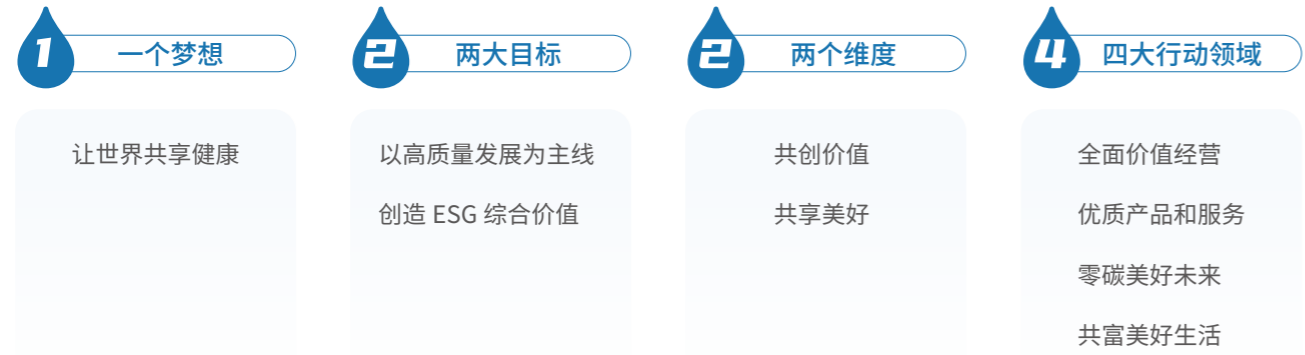 1 一个梦想
让世界共享健康
2 两大目标
以高质量发展为主线
创造 ESG 综合价值
2 两个维度
共创价值
共享美好
4 四大行动领域
全面价值经营
优质产品和服务
零碳美好未来
共富美好生活